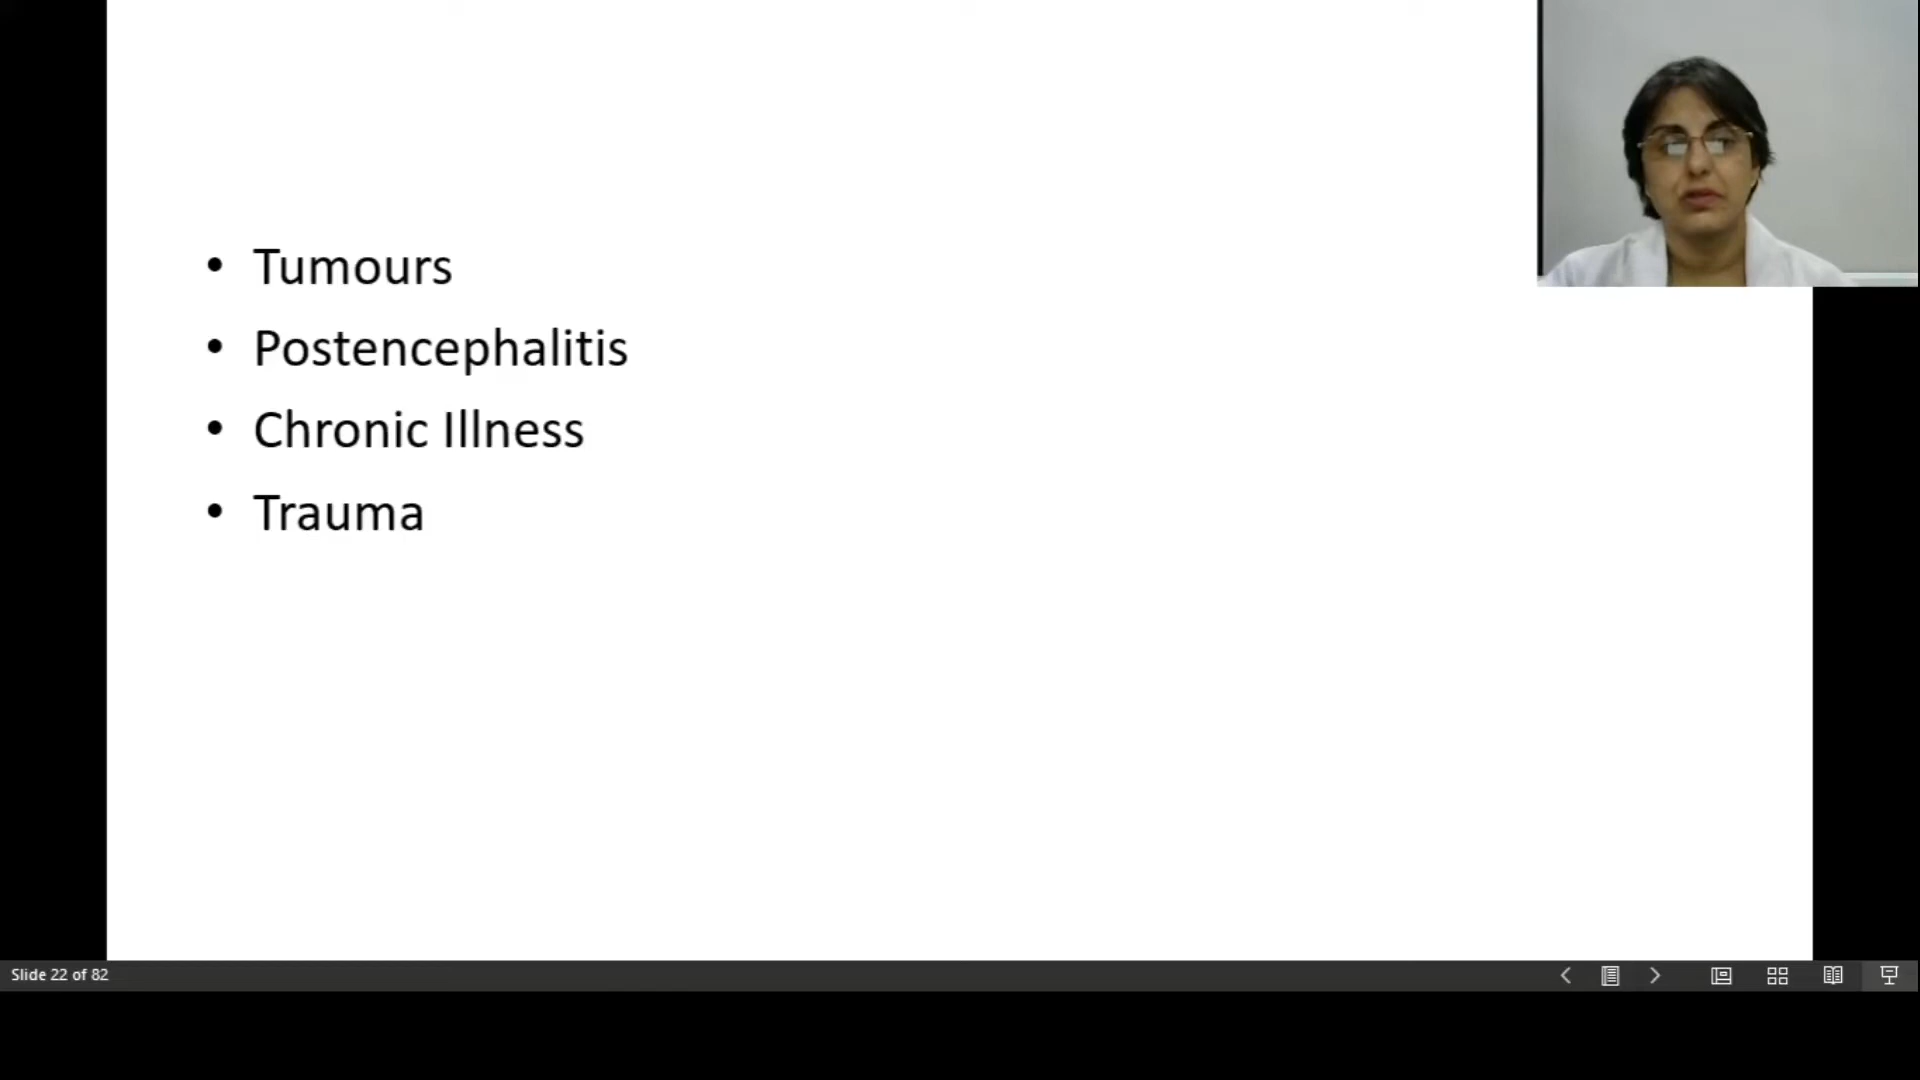 • Tumours
• Postencephalitis
• Chronic Illness
• Trauma
Slide 22 of 82